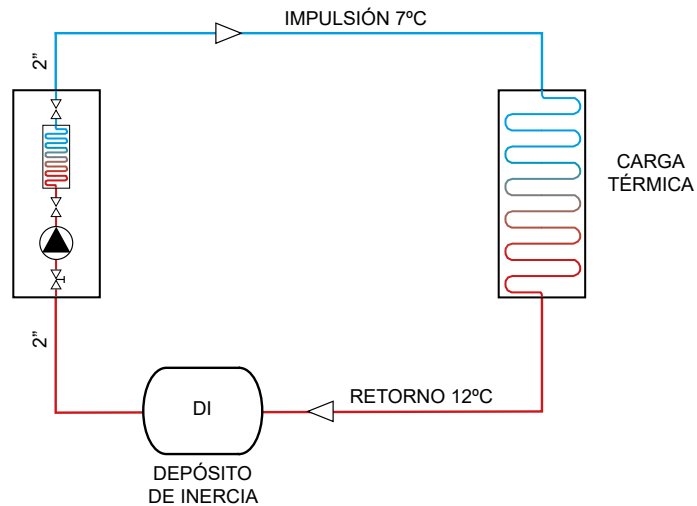 IMPULSIÓN 7ºC
2”
CARGA
TÉRMICA
2”
RETORNO 12ºC
DI
DEPÓSITO
DE INERCIA